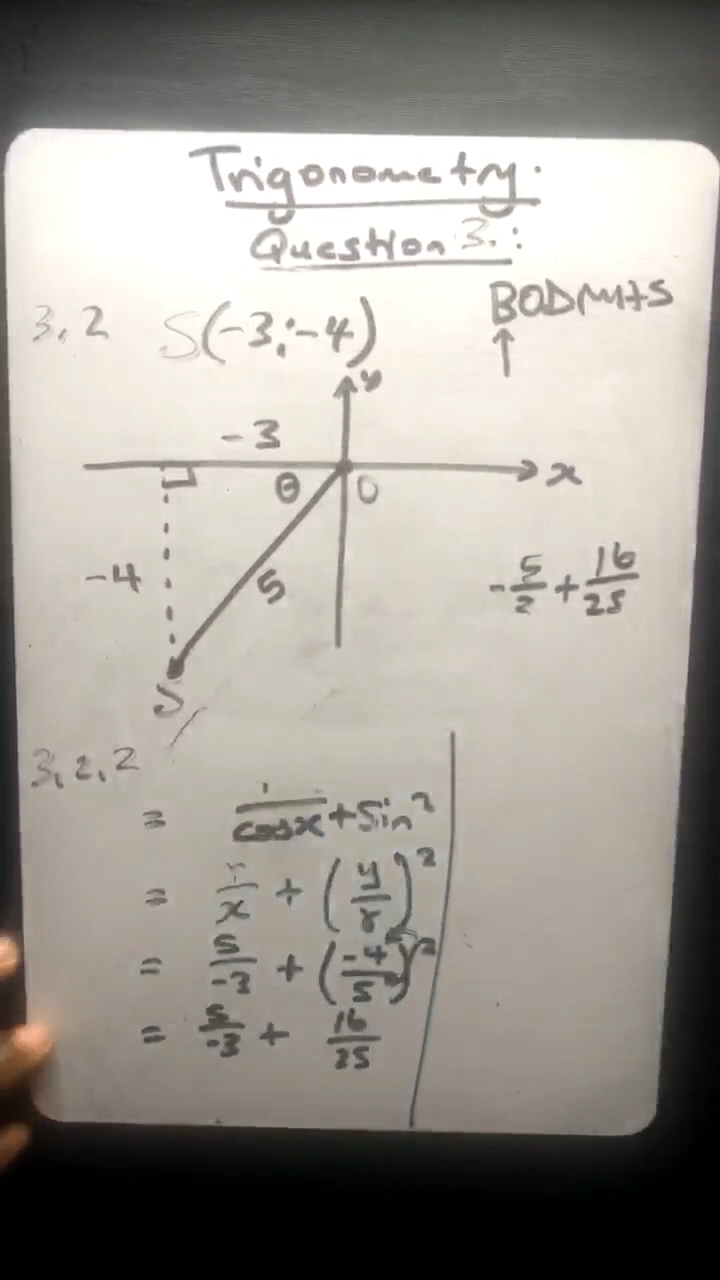 Trigonometry.
Question 3.:
BODMAS
3.2 S(-3;-4)
y
-3
θ O x
-4 5
-5/2 + 16/25
S
3.2.2
= 1/cosx + Sin²
= r/x + (y/r)²
= 5/-3 + (-4/5)²
= 5/-3 + 16/25